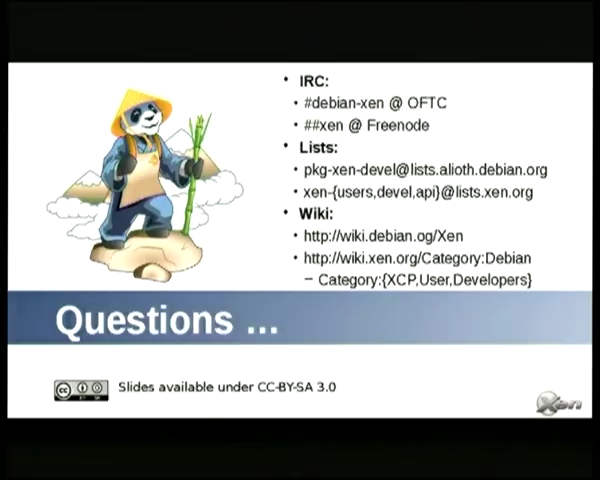 IRC:
#debian-xen @ OFTC
##xen @ Freenode
Lists:
pkg-xen-devel@lists.alioth.debian.org
xen-{users,devel,api}@lists.xen.org
Wiki:
http://wiki.debian.og/Xen
http://wiki.xen.org/Category:Debian
– Category:{XCP,User,Developers}
Questions ...
cc
Slides available under CC-BY-SA 3.0
Xen